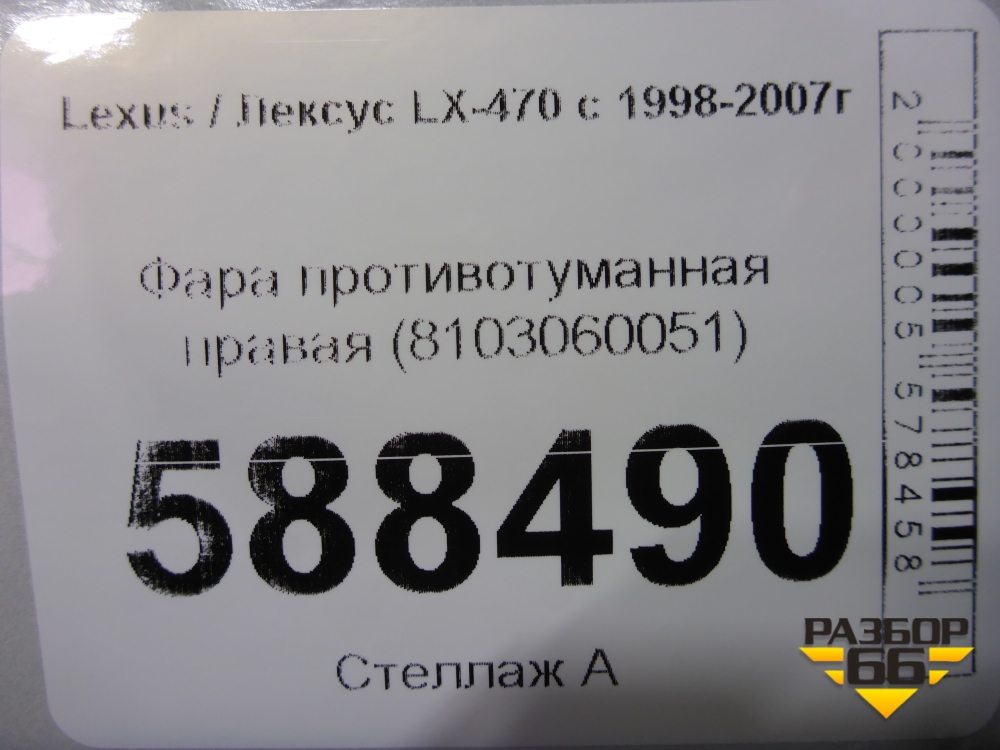 Lexus / Лексус LX-470 с 1998-2007г
Фара противотуманная
правая (8103060051)
588490
Стеллаж А
2000005578458
РАЗБОР
66